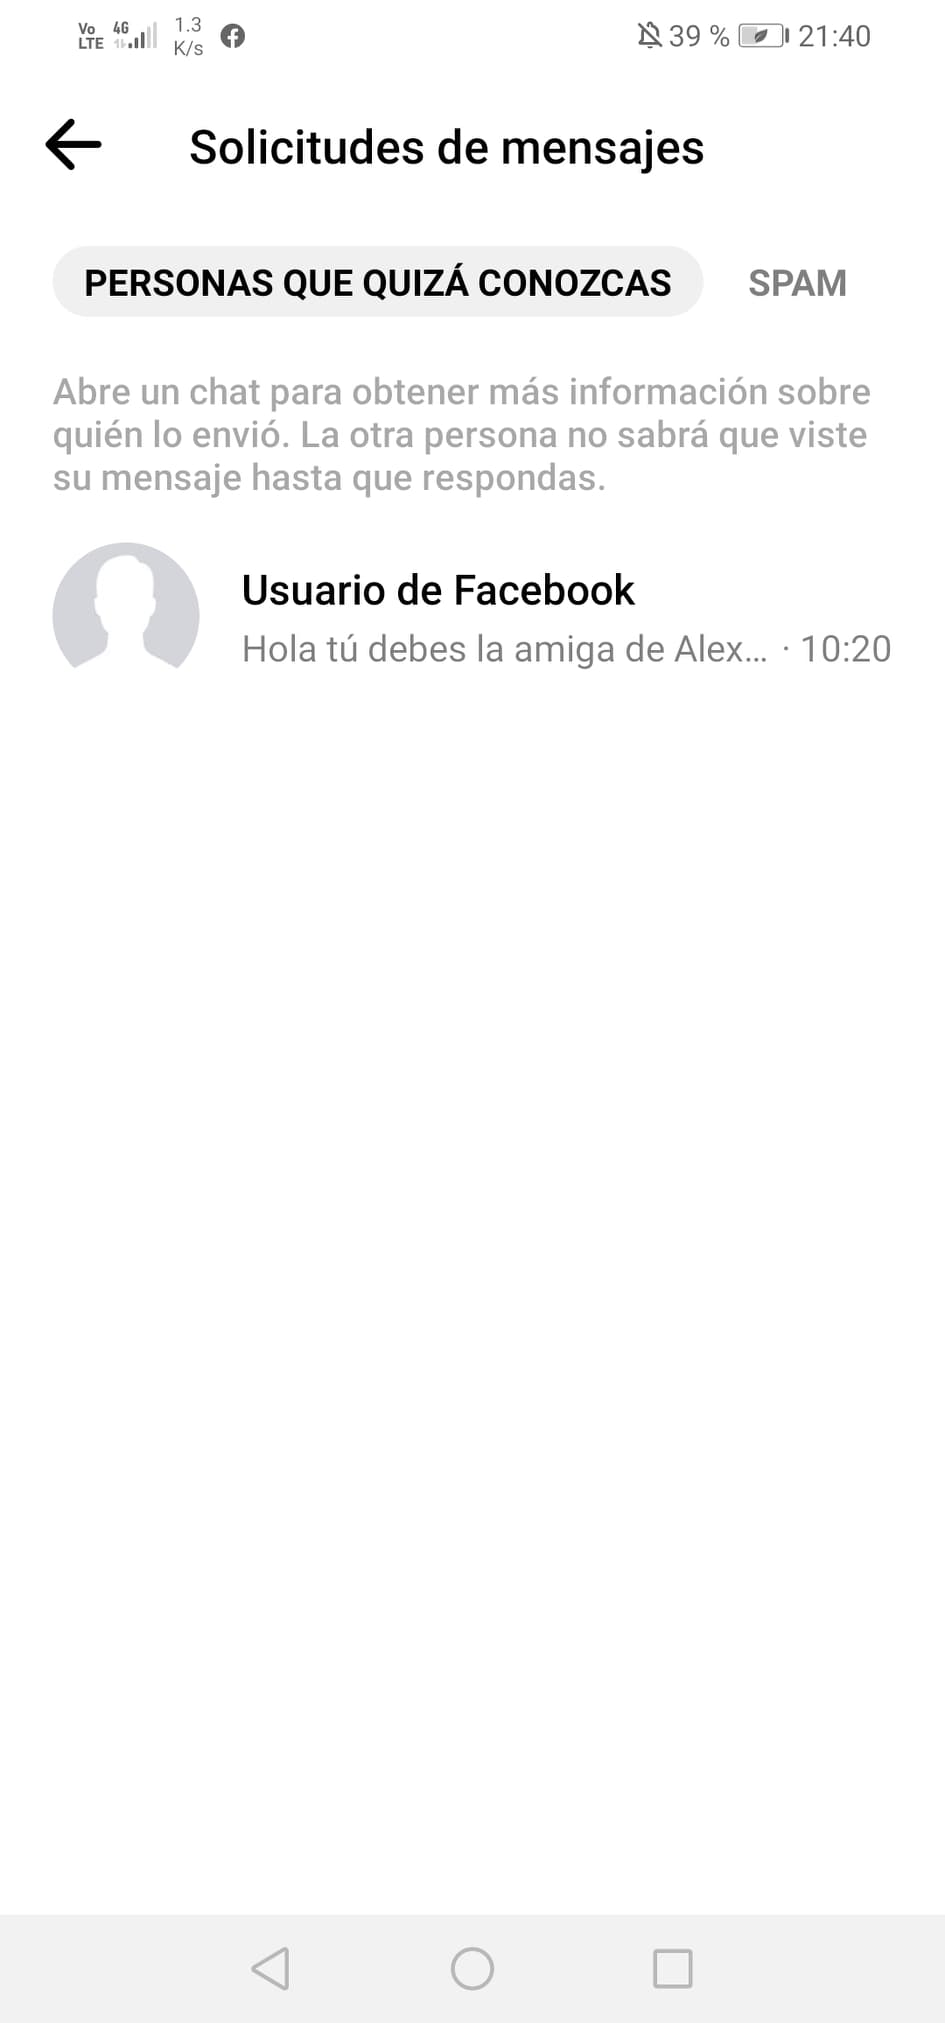 Vo LTE 4G 1.3 K/s 39 % 21:40
Solicitudes de mensajes
PERSONAS QUE QUIZÁ CONOZCAS SPAM
Abre un chat para obtener más información sobre
quién lo envió. La otra persona no sabrá que viste
su mensaje hasta que respondas.
Usuario de Facebook
Hola tú debes la amiga de Alex... · 10:20